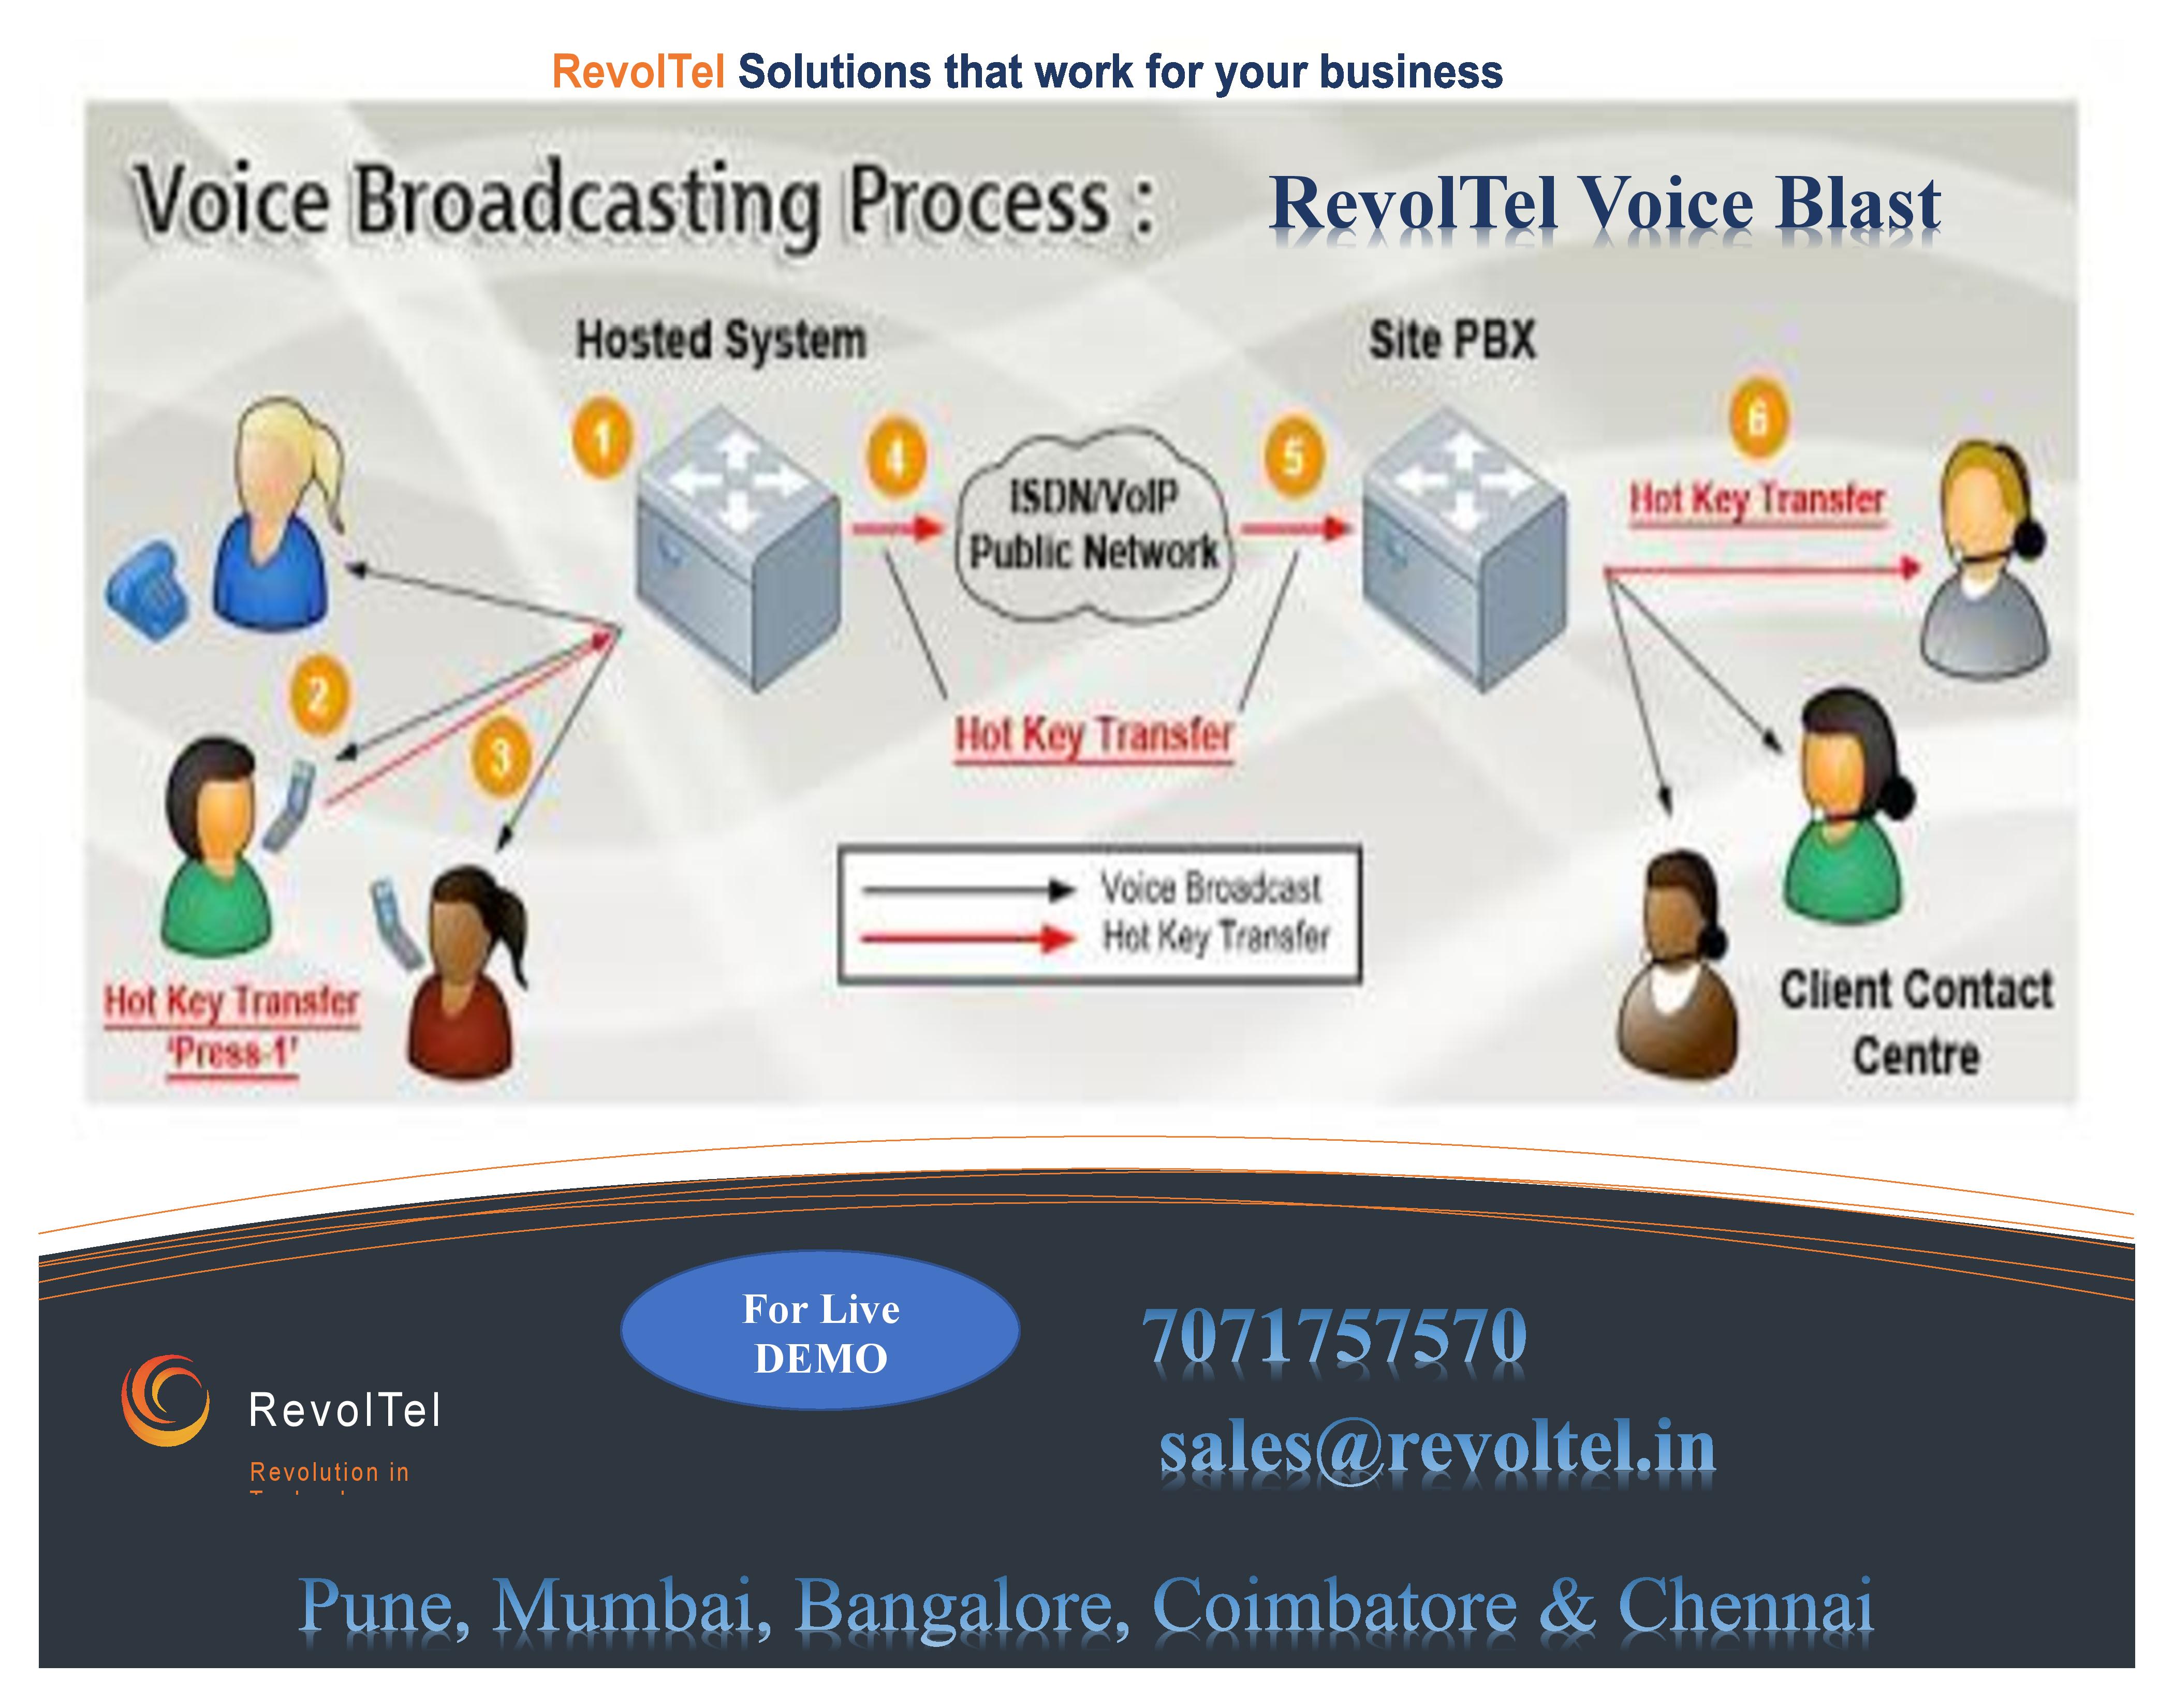 RevolTel Solutions that work for your business
Voice Broadcasting Process :
RevolTel Voice Blast
Hosted System
Site PBX
1
4
5
6
ISDN/VoIP
Public Network
Hot Key Transfer
2
3
Hot Key Transfer
Voice Broadcast
Hot Key Transfer
Hot Key Transfer
'Press-1'
Client Contact
Centre
For Live
DEMO
7071757570
RevolTel
sales@revoltel.in
Revolution in
Pune, Mumbai, Bangalore, Coimbatore & Chennai